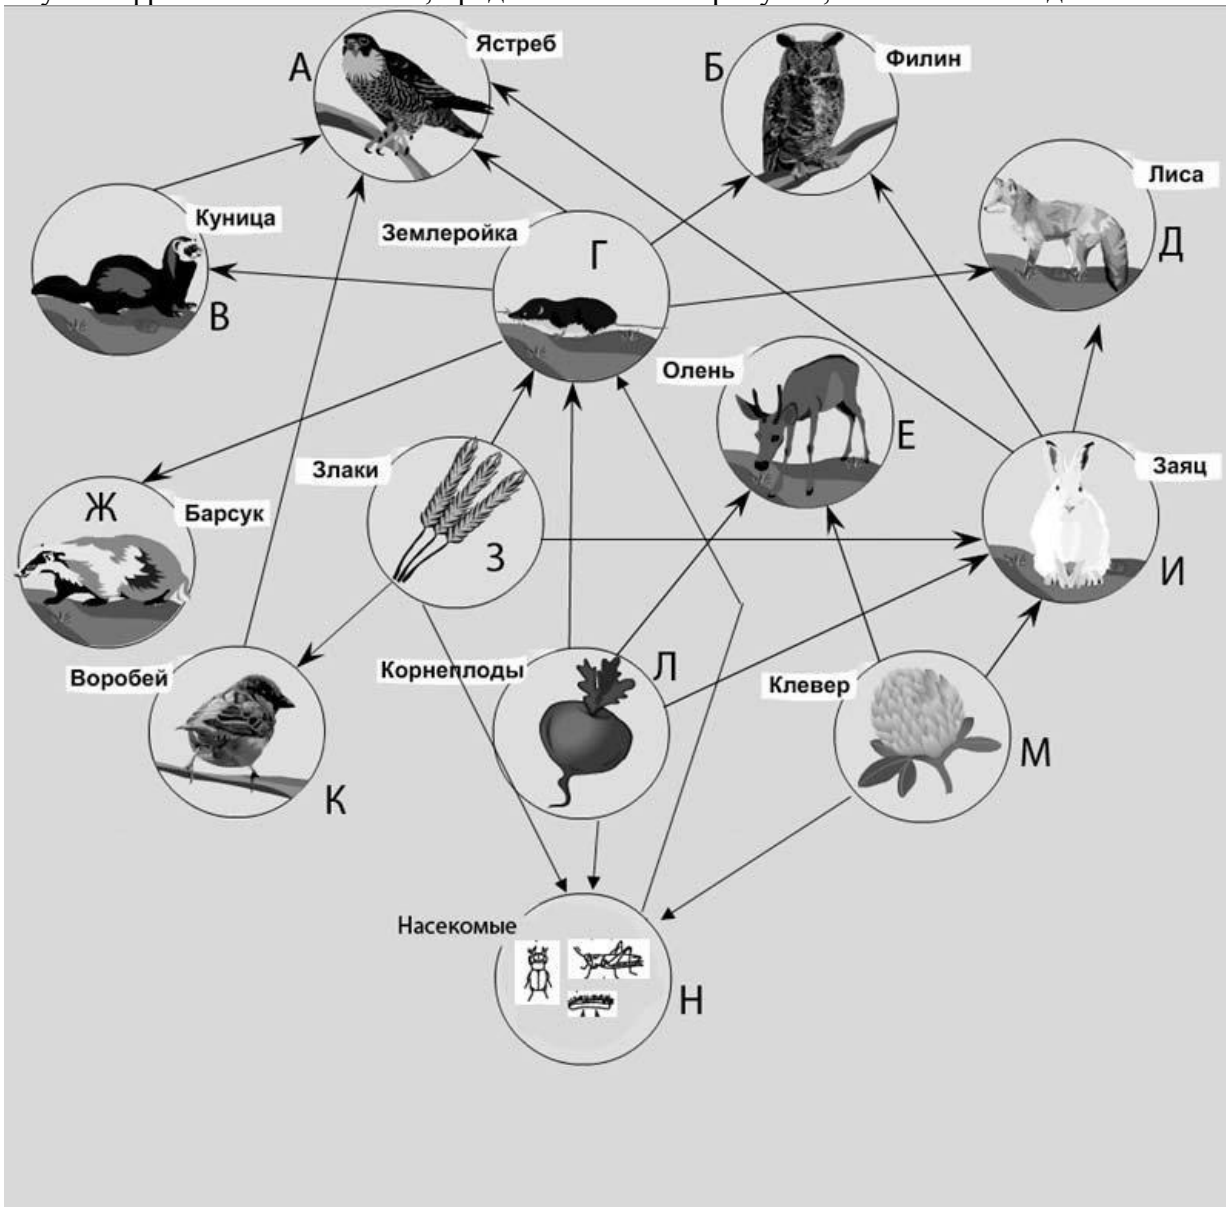 А
Ястреб
Б
Филин
Лиса
Д
Куница
В
Землеройка
Г
Олень
Е
Злаки
З
Заяц
И
Ж
Барсук
Воробей
К
Корнеплоды
Л
Клевер
М
Насекомые
Н